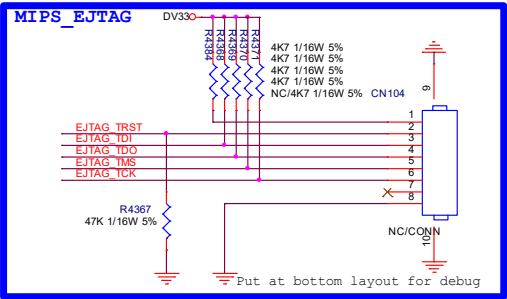 MIPS_EJTAG
DV33
R4384
R4368
R4369
R4370
R4371
4K7 1/16W 5%
4K7 1/16W 5%
4K7 1/16W 5%
4K7 1/16W 5%
NC/4K7 1/16W 5%
CN104
9
EJTAG_TRST
EJTAG_TDI
EJTAG_TDO
EJTAG_TMS
EJTAG_TCK
1
2
3
4
5
6
7
8
R4367
47K 1/16W 5%
NC/CONN
10
Put at bottom layout for debug